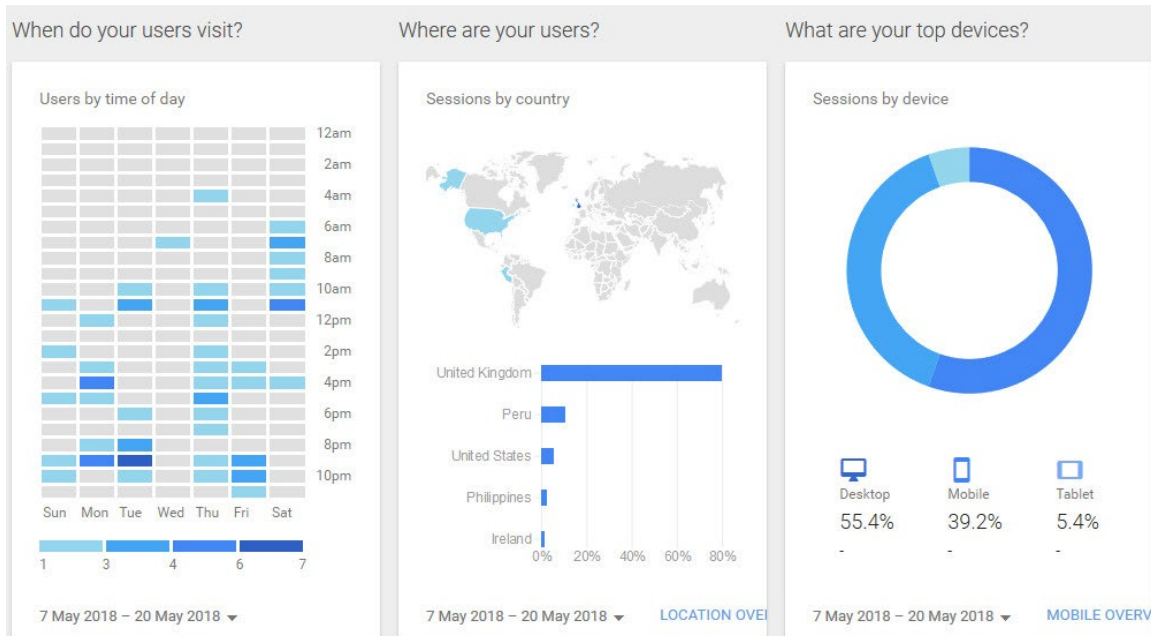 When do your users visit?
Users by time of day
12am
2am
4am
6am
8am
10am
12pm
2pm
4pm
6pm
8pm
10pm
Sun Mon Tue Wed Thu Fri Sat
1 3 4 6 7
7 May 2018 – 20 May 2018
Where are your users?
Sessions by country
United Kingdom
Peru
United States
Philippines
Ireland
0% 20% 40% 60% 80%
7 May 2018 – 20 May 2018 LOCATION OVE
What are your top devices?
Sessions by device
Desktop Mobile Tablet
55.4% 39.2% 5.4%
- - -
7 May 2018 – 20 May 2018 MOBILE OVERV